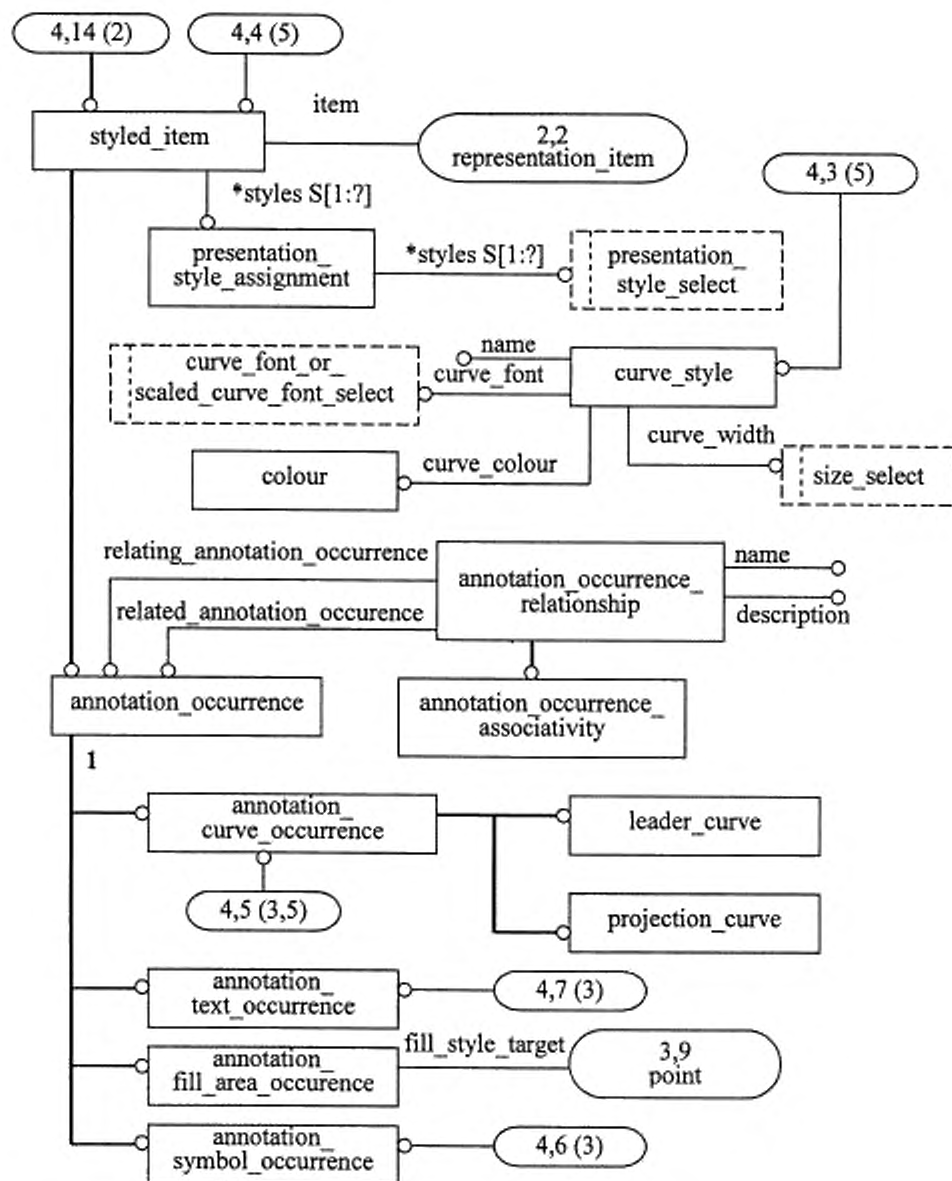 4,14 (2)
4,4 (5)
item
styled_item
2,2
representation_item
4,3 (5)
*styles S[1:?]
presentation_
style_assignment
*styles S[1:?]
presentation_
style_select
curve_font_or_
scaled_curve_font_select
name
curve_font
curve_style
curve_width
colour
curve_colour
size_select
relating_annotation_occurrence
annotation_occurrence_
relationship
name
related_annotation_occurence
description
annotation_occurrence
annotation_occurrence_
associativity
1
annotation_
curve_occurrence
leader_curve
4,5 (3,5)
projection_curve
annotation_
text_occurrence
4,7 (3)
annotation_
fill_area_occurence
fill_style_target
3,9
point
annotation_
symbol_occurrence
4,6 (3)